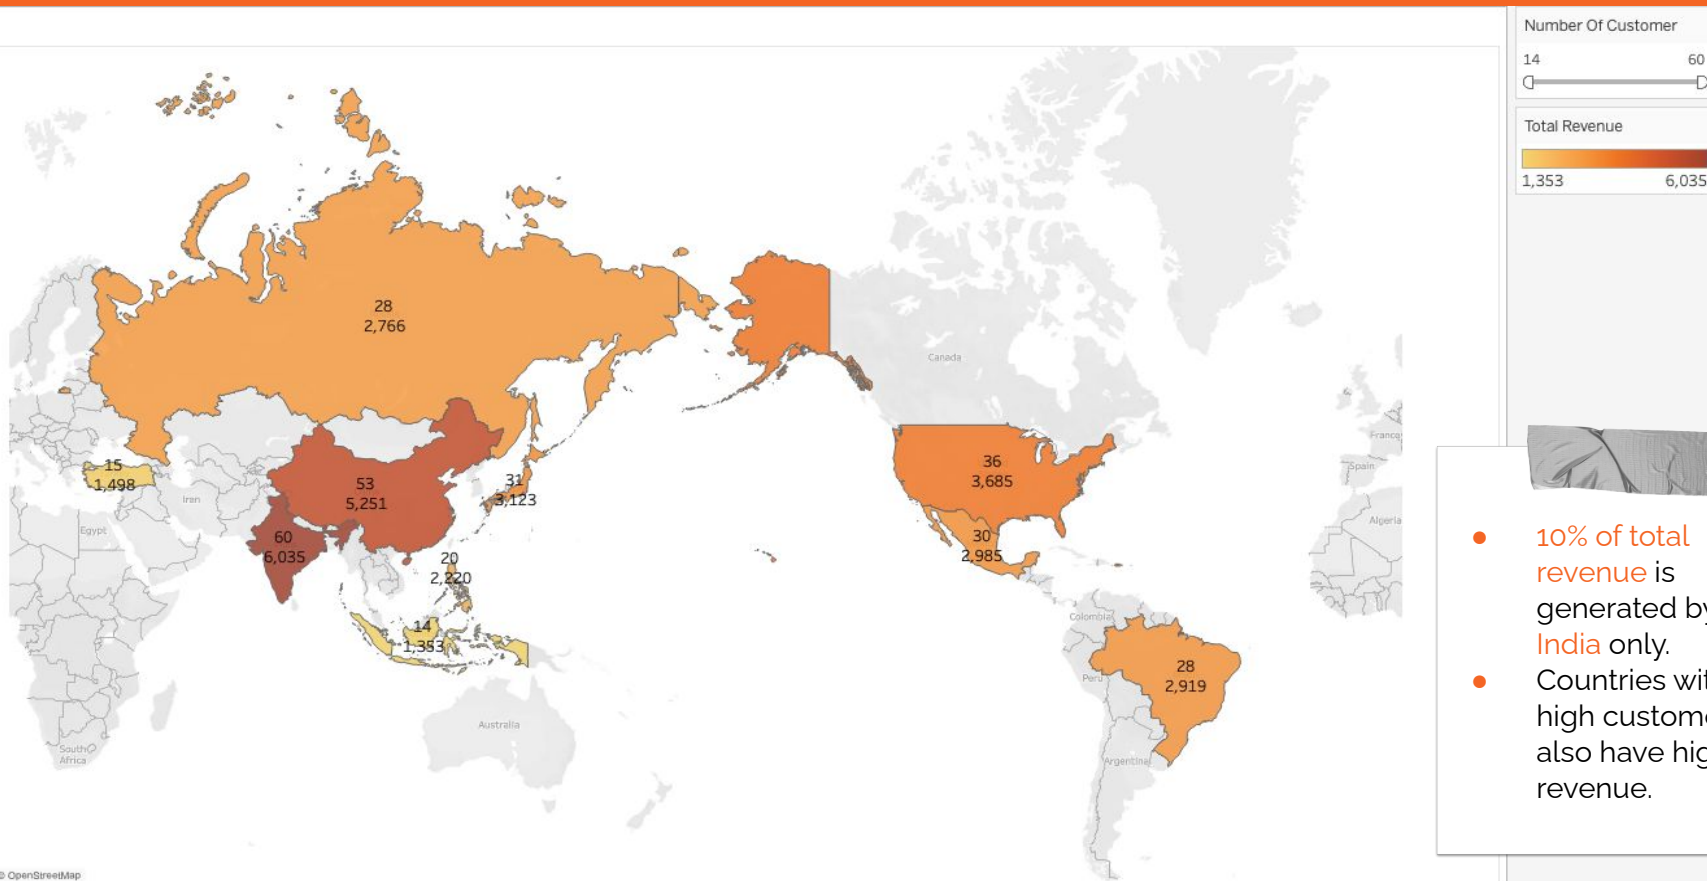 Number Of Customer
14 60
Total Revenue
1,353 6,035
28
2,766
Canada
France
Spain
15
1,498
Iran
53
5,251
31
3,123
36
3,685
Algeria
Egypt
60
6,035
30
2,985
20
2,220
Colombia
14
1,353
28
2,919
Peru
Australia
South
Africa
Argentina
● 10% of total
revenue is
generated by
India only.
● Countries wit
high custome
also have hig
revenue.
© OpenStreetMap